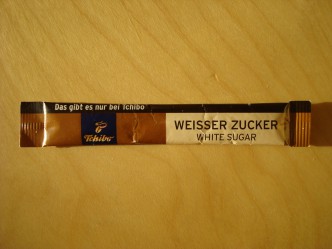 Das gibt es nur bei Tchibo
Tchibo
WEISSER ZUCKER
WHITE SUGAR